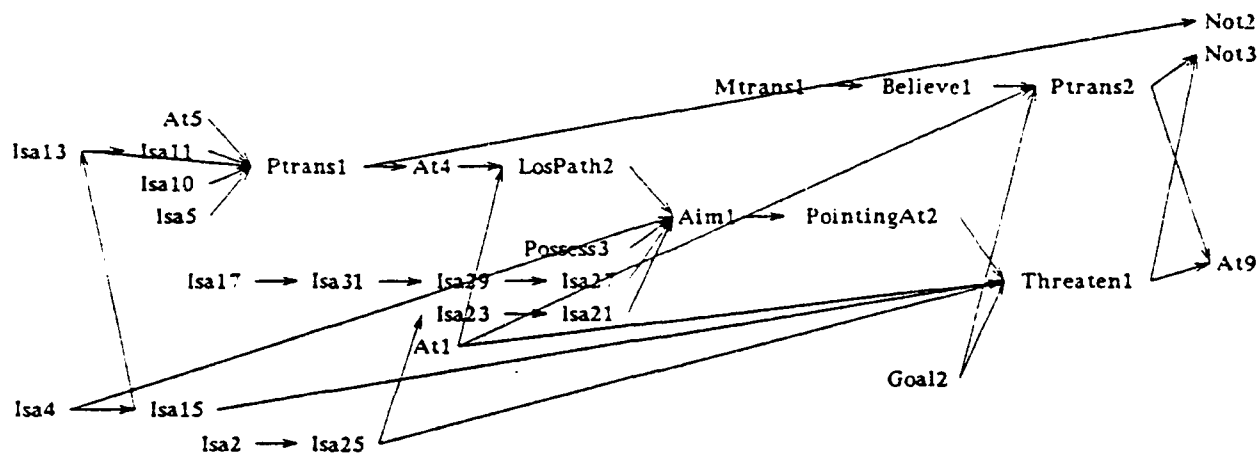 Not2
Not3
Mtrans1 Believe1 Ptrans2
At5
Isa13 Isa11 Ptrans1 At4 LosPath2
Isa10
Isa5
Aim1 PointingAt2
Possess3
At9
Isa17 Isa31 Isa29 Isa27 Threaten1
Isa23 Isa21
At1
Goal2
Isa4 Isa15
Isa2 Isa25